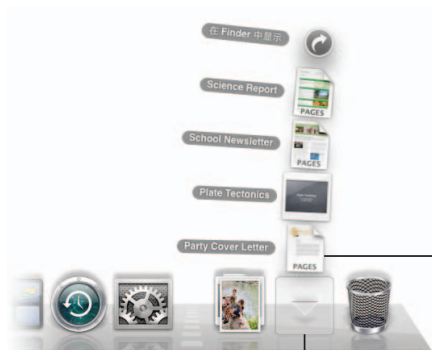 在 Finder 中显示
Science Report
PAGES
School Newsletter
PAGES
Plate Tectonics
Party Cover Letter
PAGES